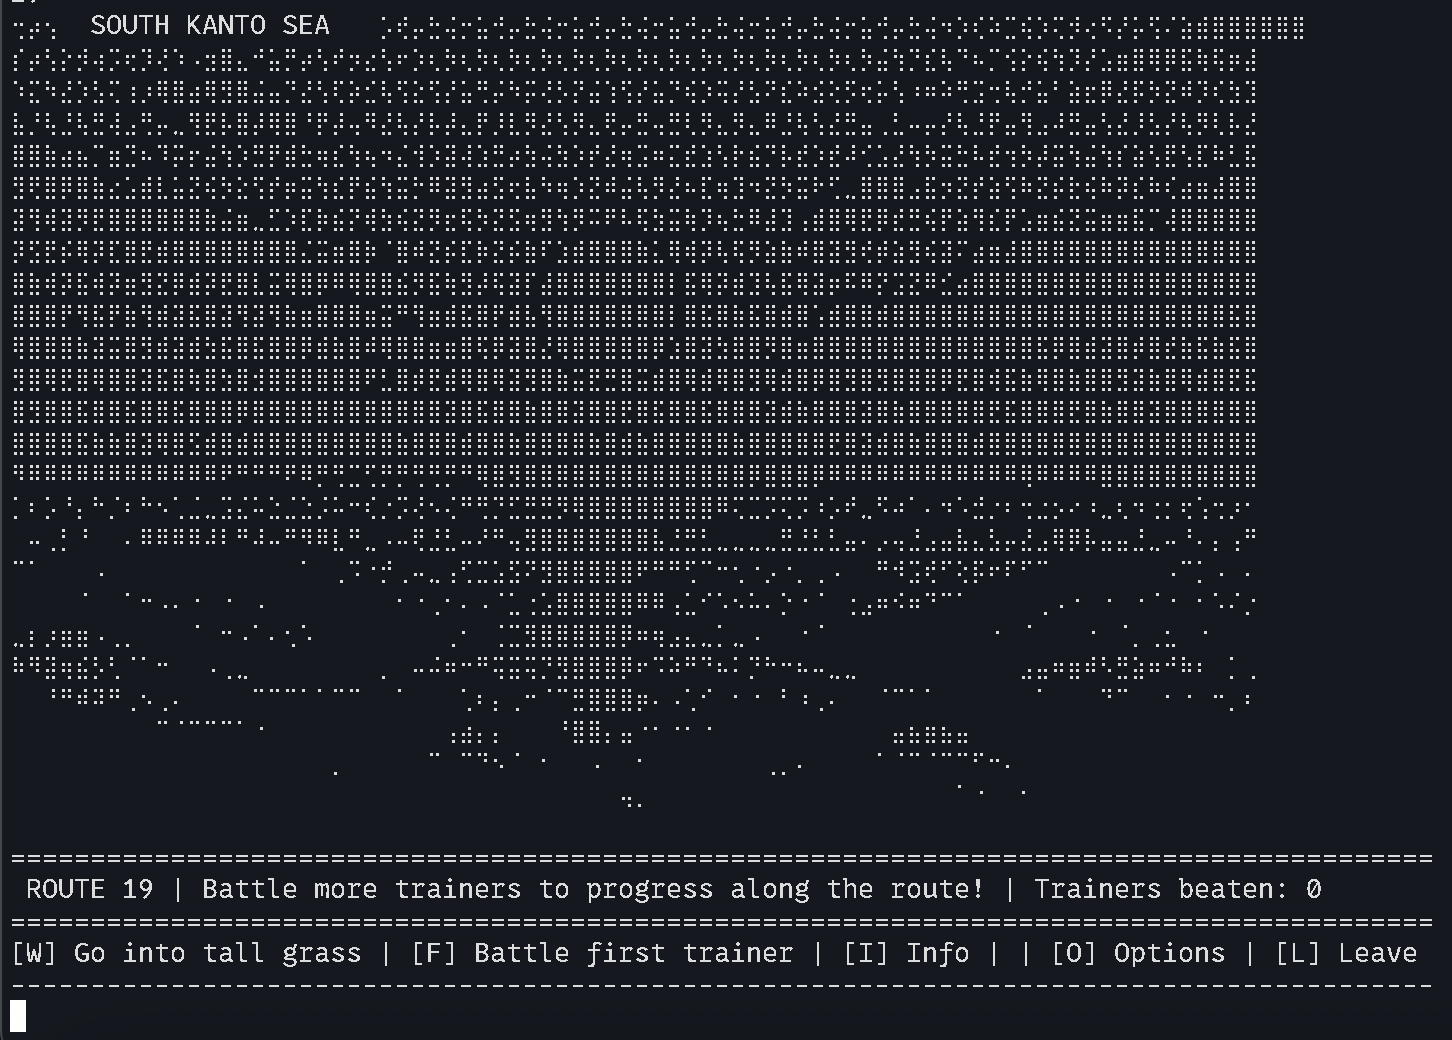 SOUTH KANTO SEA
================================================================================
ROUTE 19 | Battle more trainers to progress along the route! | Trainers beaten: 0
================================================================================
[W] Go into tall grass | [F] Battle first trainer | [I] Info | | [O] Options | [L] Leave
--------------------------------------------------------------------------------